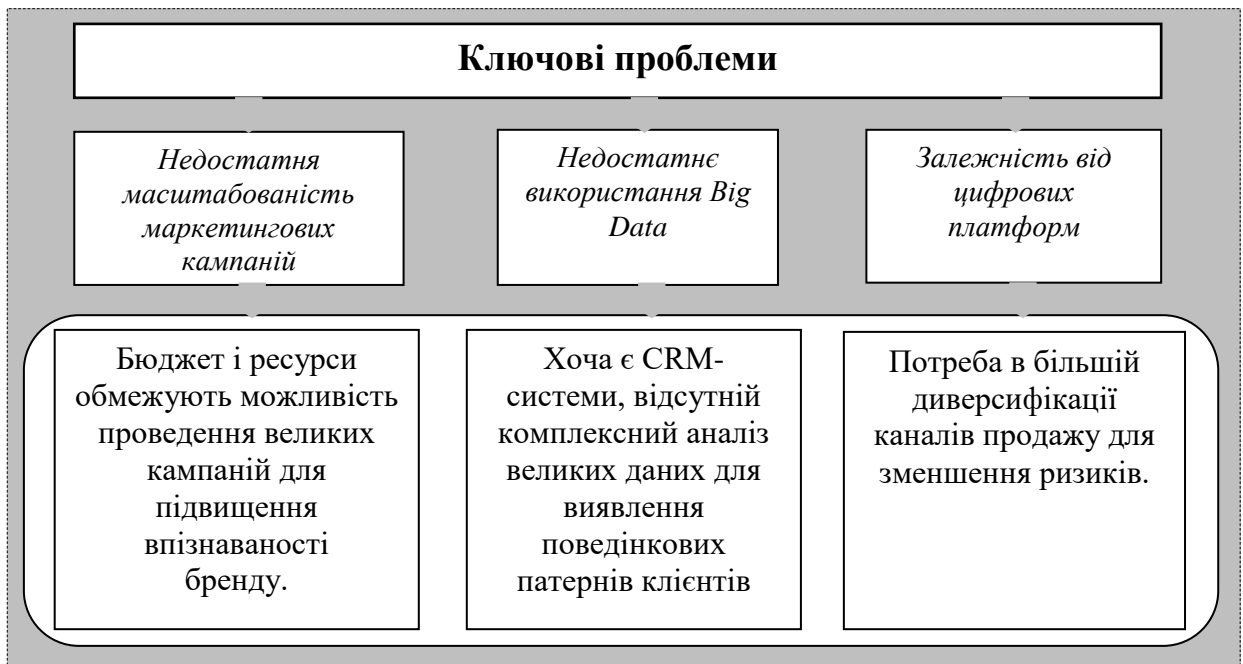 Ключові проблеми
Недостатня
масштабованість
маркетингових
кампаній
Недостатнє
використання Big
Data
Залежність від
цифрових
платформ
Бюджет і ресурси
обмежують можливість
проведення великих
кампаній для
підвищення
впізнаваності
бренду.
Хоча є CRM-
системи, відсутній
комплексний аналіз
великих даних для
виявлення
поведінкових
патернів клієнтів
Потреба в більшій
диверсифікації
каналів продажу для
зменшення ризиків.